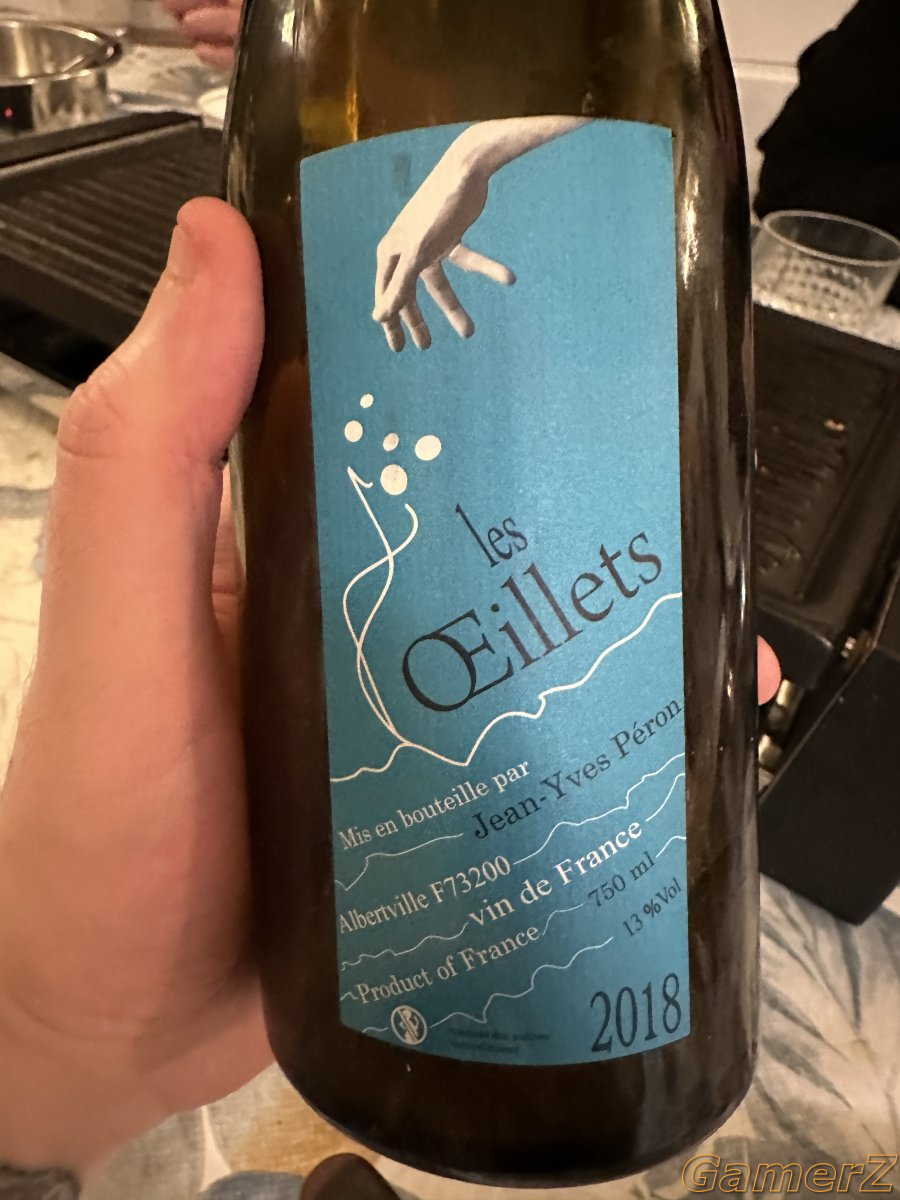 les
Œillets
Mis en bouteille par
Jean-Yves Péron
Albertville F73200
vin de France
750 ml
Product of France
13 %Vol
2018
GamerZ